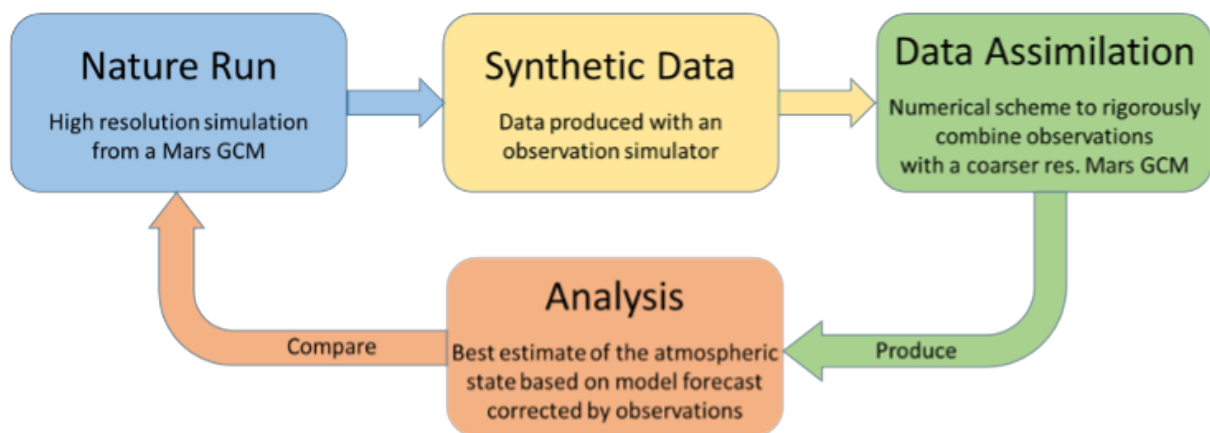 Nature Run
High resolution simulation
from a Mars GCM
Synthetic Data
Data produced with an
observation simulator
Data Assimilation
Numerical scheme to rigorously
combine observations
with a coarser res. Mars GCM
Produce
Analysis
Best estimate of the atmospheric
state based on model forecast
corrected by observations
Compare